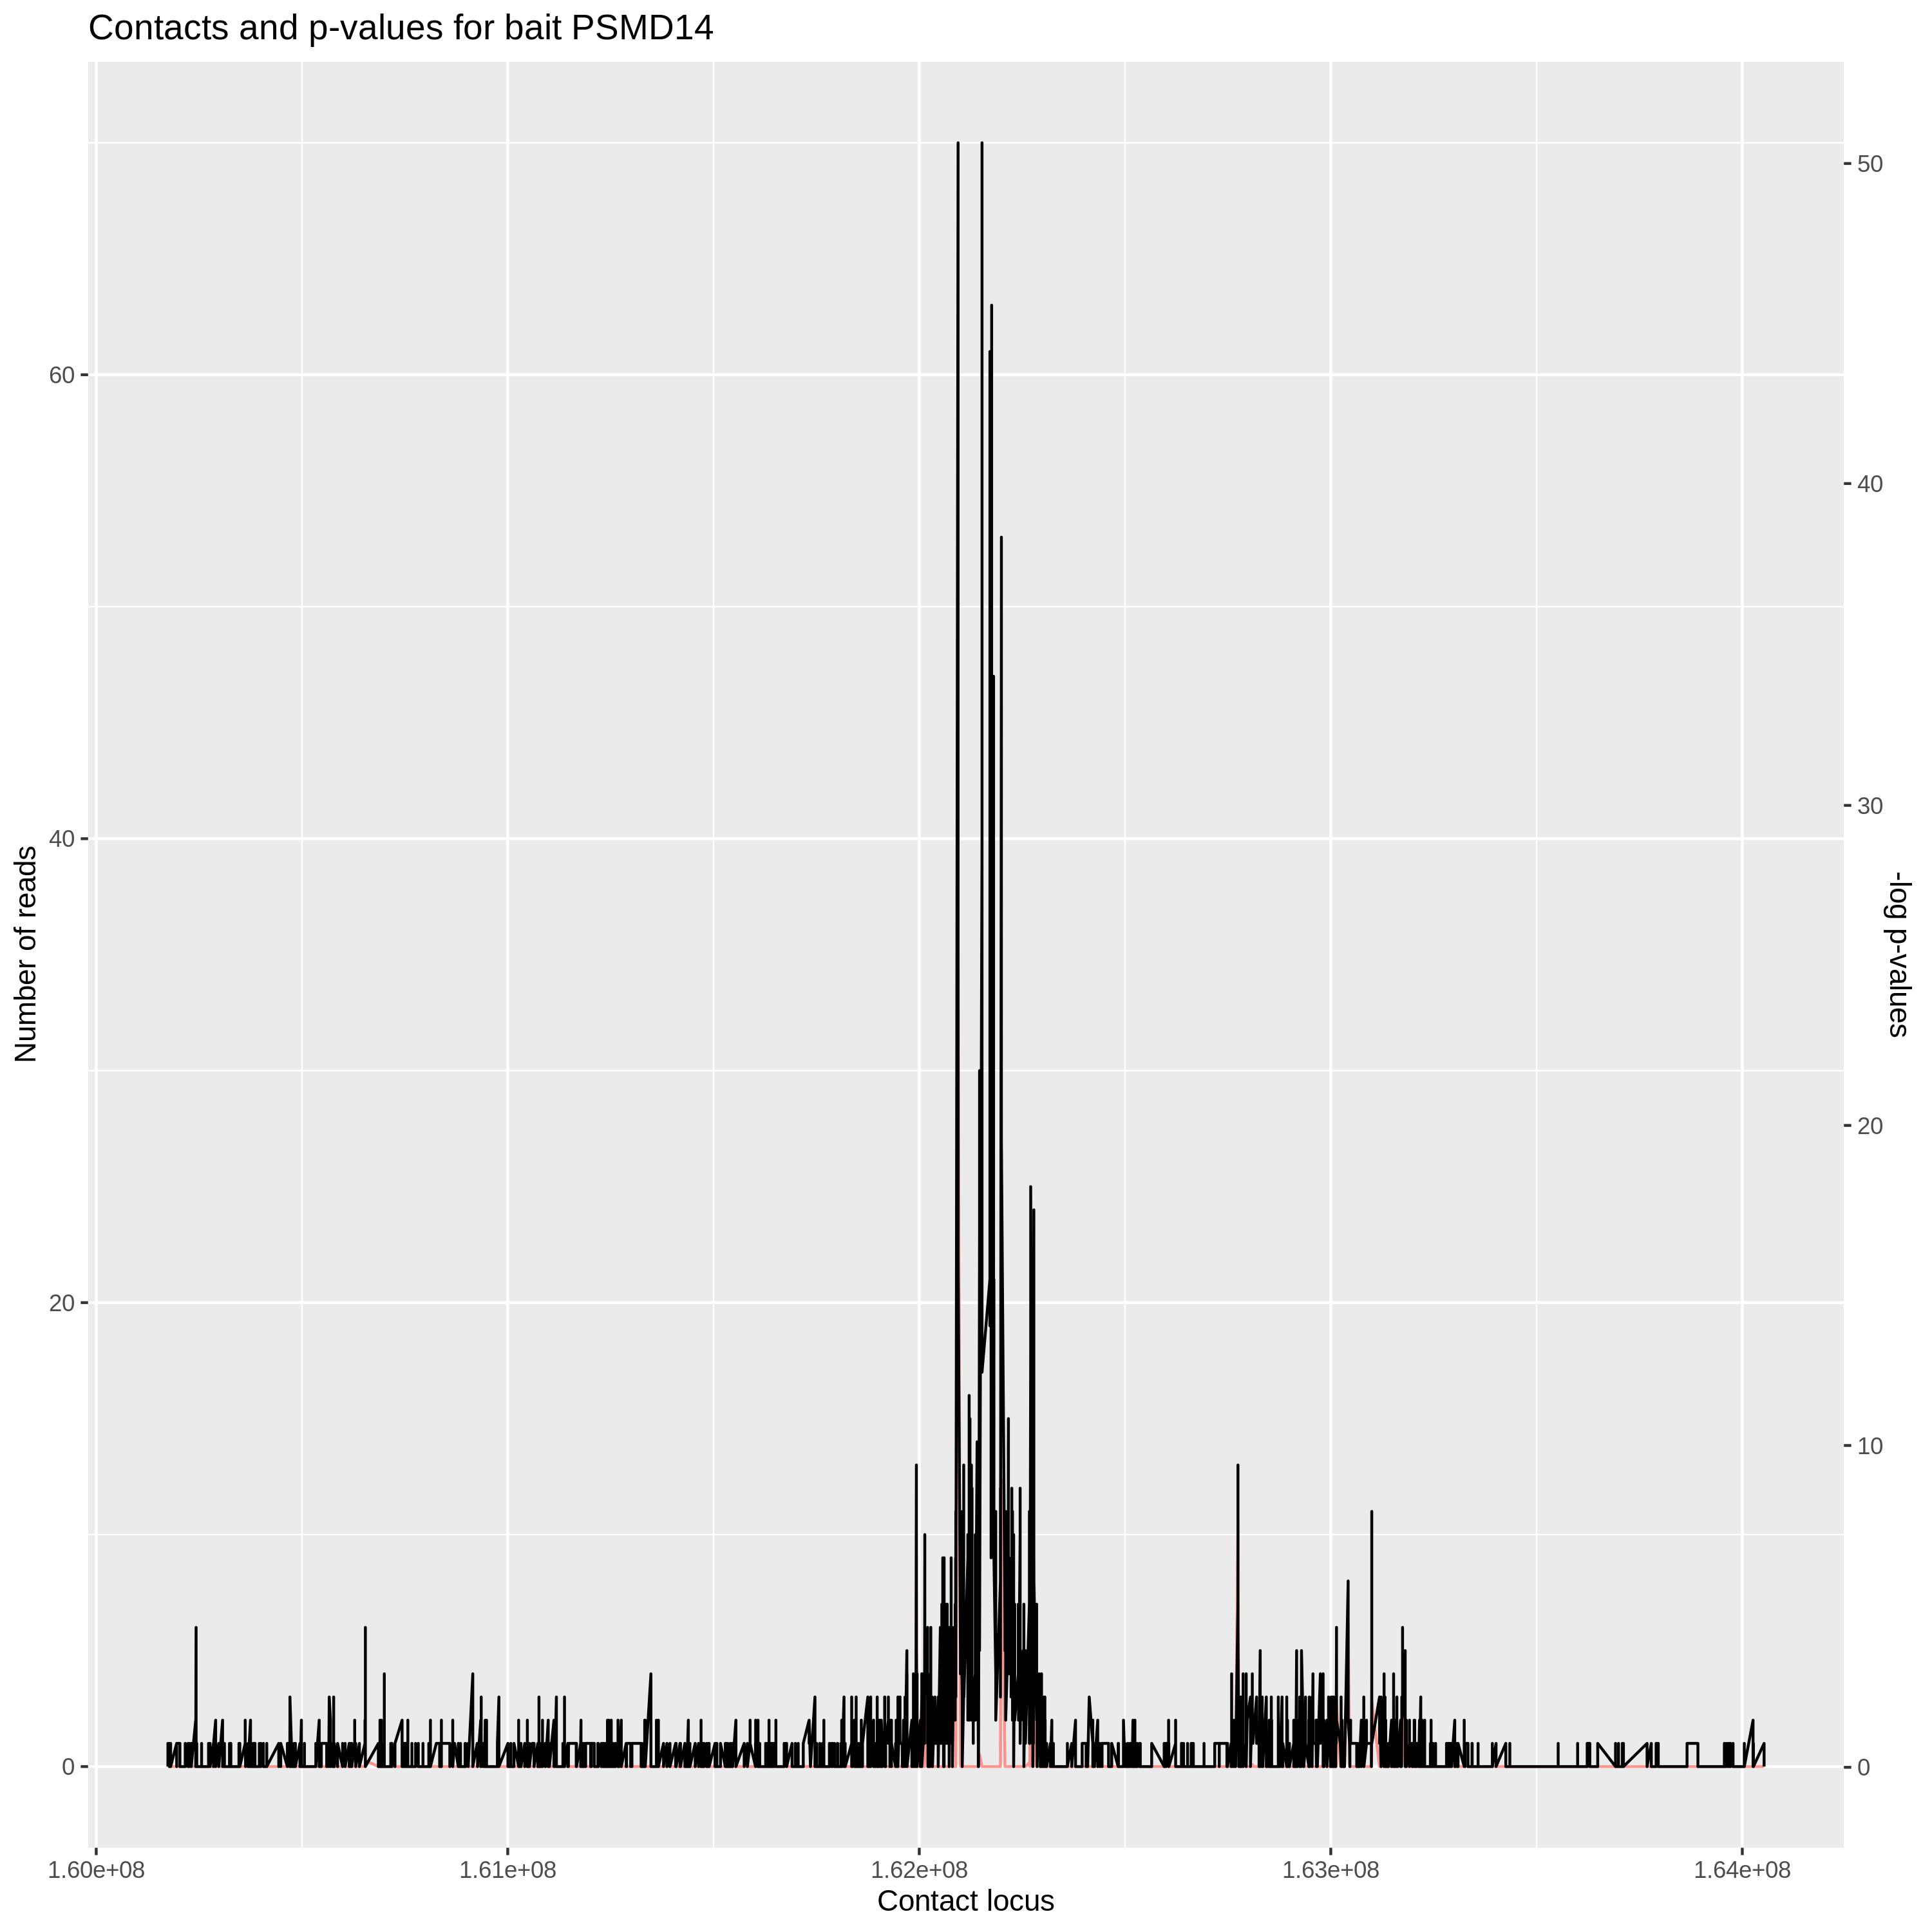 Contacts and p-values for bait PSMD14
60
40
20
0
Number of reads
50
40
30
20
10
0
-log p-values
1.60e+08 1.61e+08 1.62e+08 1.63e+08 1.64e+08
Contact locus